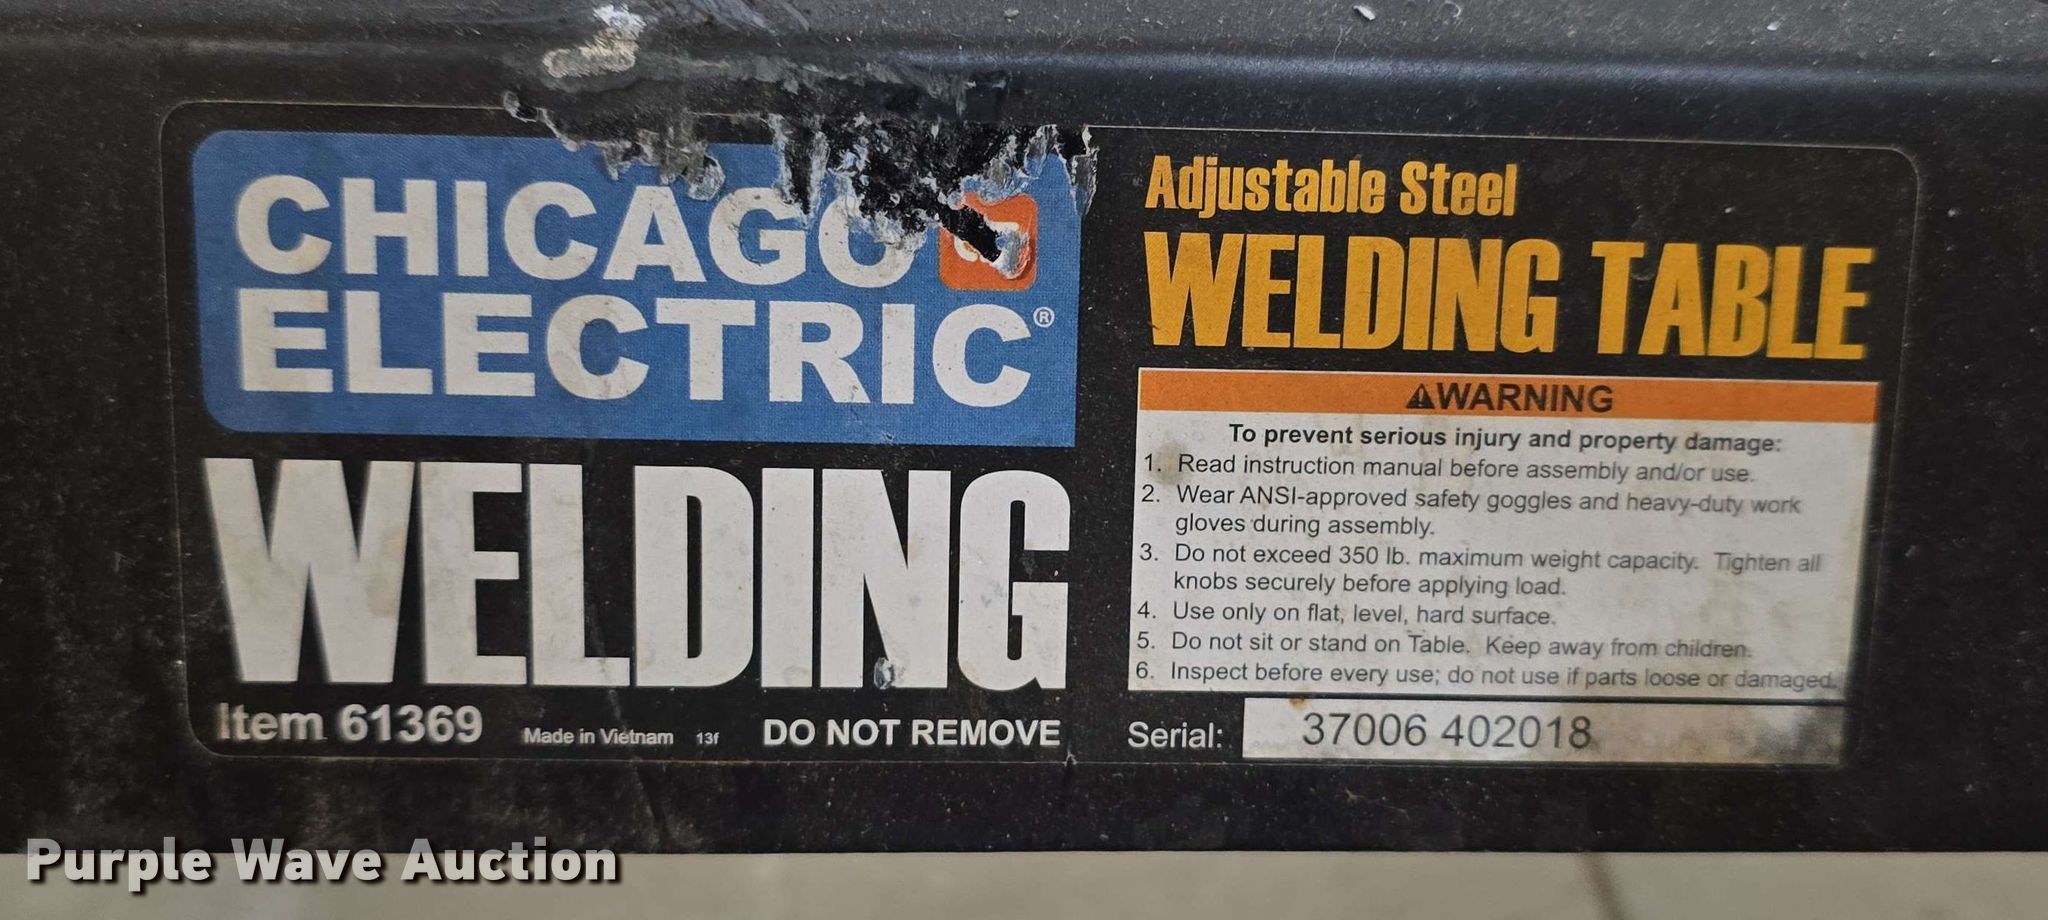 CHICAGO
ELECTRIC®
WELDING
Item 61369 Made in Vietnam 13f DO NOT REMOVE
Adjustable Steel
WELDING TABLE
⚠WARNING
To prevent serious injury and property damage:
1. Read instruction manual before assembly and/or use.
2. Wear ANSI-approved safety goggles and heavy-duty work
gloves during assembly.
3. Do not exceed 350 lb. maximum weight capacity. Tighten all
knobs securely before applying load.
4. Use only on flat, level, hard surface.
5. Do not sit or stand on Table. Keep away from children.
6. Inspect before every use; do not use if parts loose or damaged.
Serial: 37006 402018
Purple Wave Auction